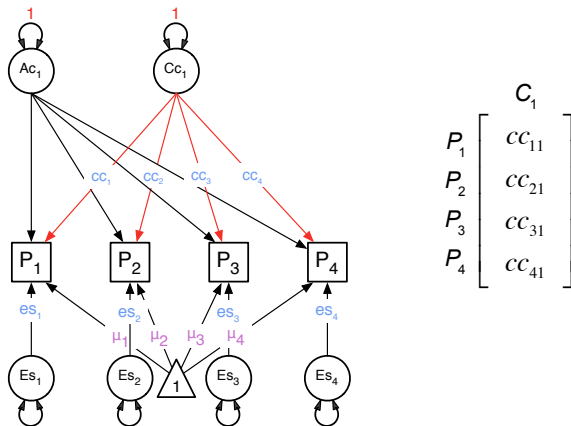 1 1
Ac1 Cc1
C1
P1 cc11
P2 cc21
P3 cc31
P4 cc41
cc1 cc2 cc3 cc4
P1 P2 P3 P4
es1 es2 es3 es4
μ1 μ2 μ3 μ4
Es1 Es2 1 Es3 Es4